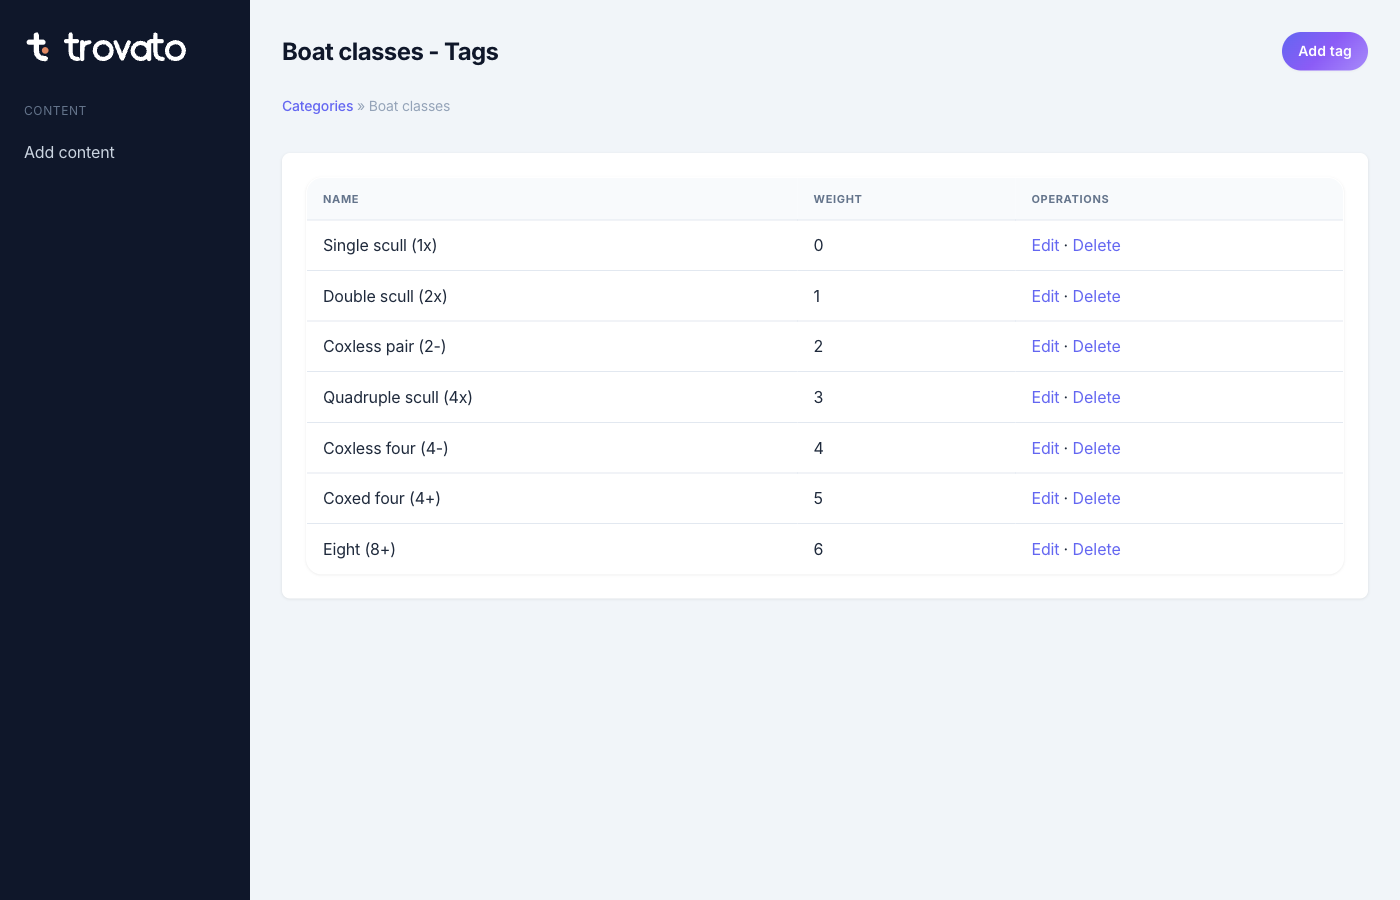 trovato
CONTENT
Add content
Boat classes - Tags
Add tag
Categories » Boat classes
NAME WEIGHT OPERATIONS
Single scull (1x) 0 Edit · Delete
Double scull (2x) 1 Edit · Delete
Coxless pair (2-) 2 Edit · Delete
Quadruple scull (4x) 3 Edit · Delete
Coxless four (4-) 4 Edit · Delete
Coxed four (4+) 5 Edit · Delete
Eight (8+) 6 Edit · Delete